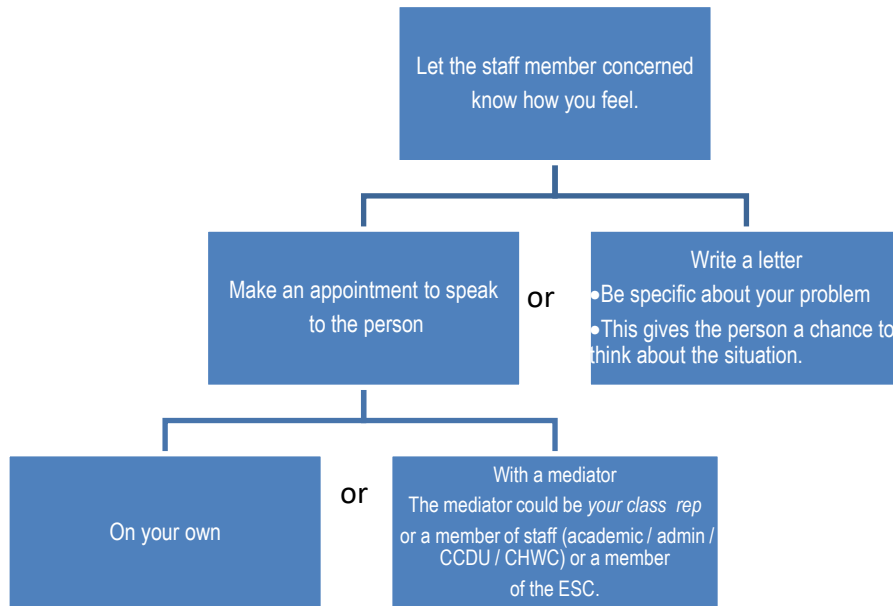 Let the staff member concerned
know how you feel.
Make an appointment to speak
to the person
or
Write a letter
•Be specific about your problem
•This gives the person a chance to
think about the situation.
On your own
or
With a mediator
The mediator could be your class rep
or a member of staff (academic / admin /
CCDU / CHWC) or a member
of the ESC.